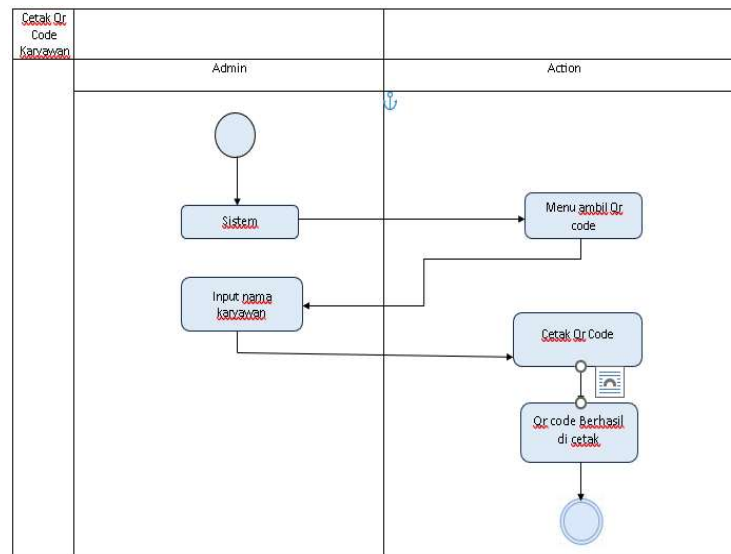 Cetak Qr
Code
Karyawan
Admin
Action
Sistem
Menu ambil Qr
code
Input nama
karyawan
Cetak Qr Code
Qr code Berhasil
di cetak